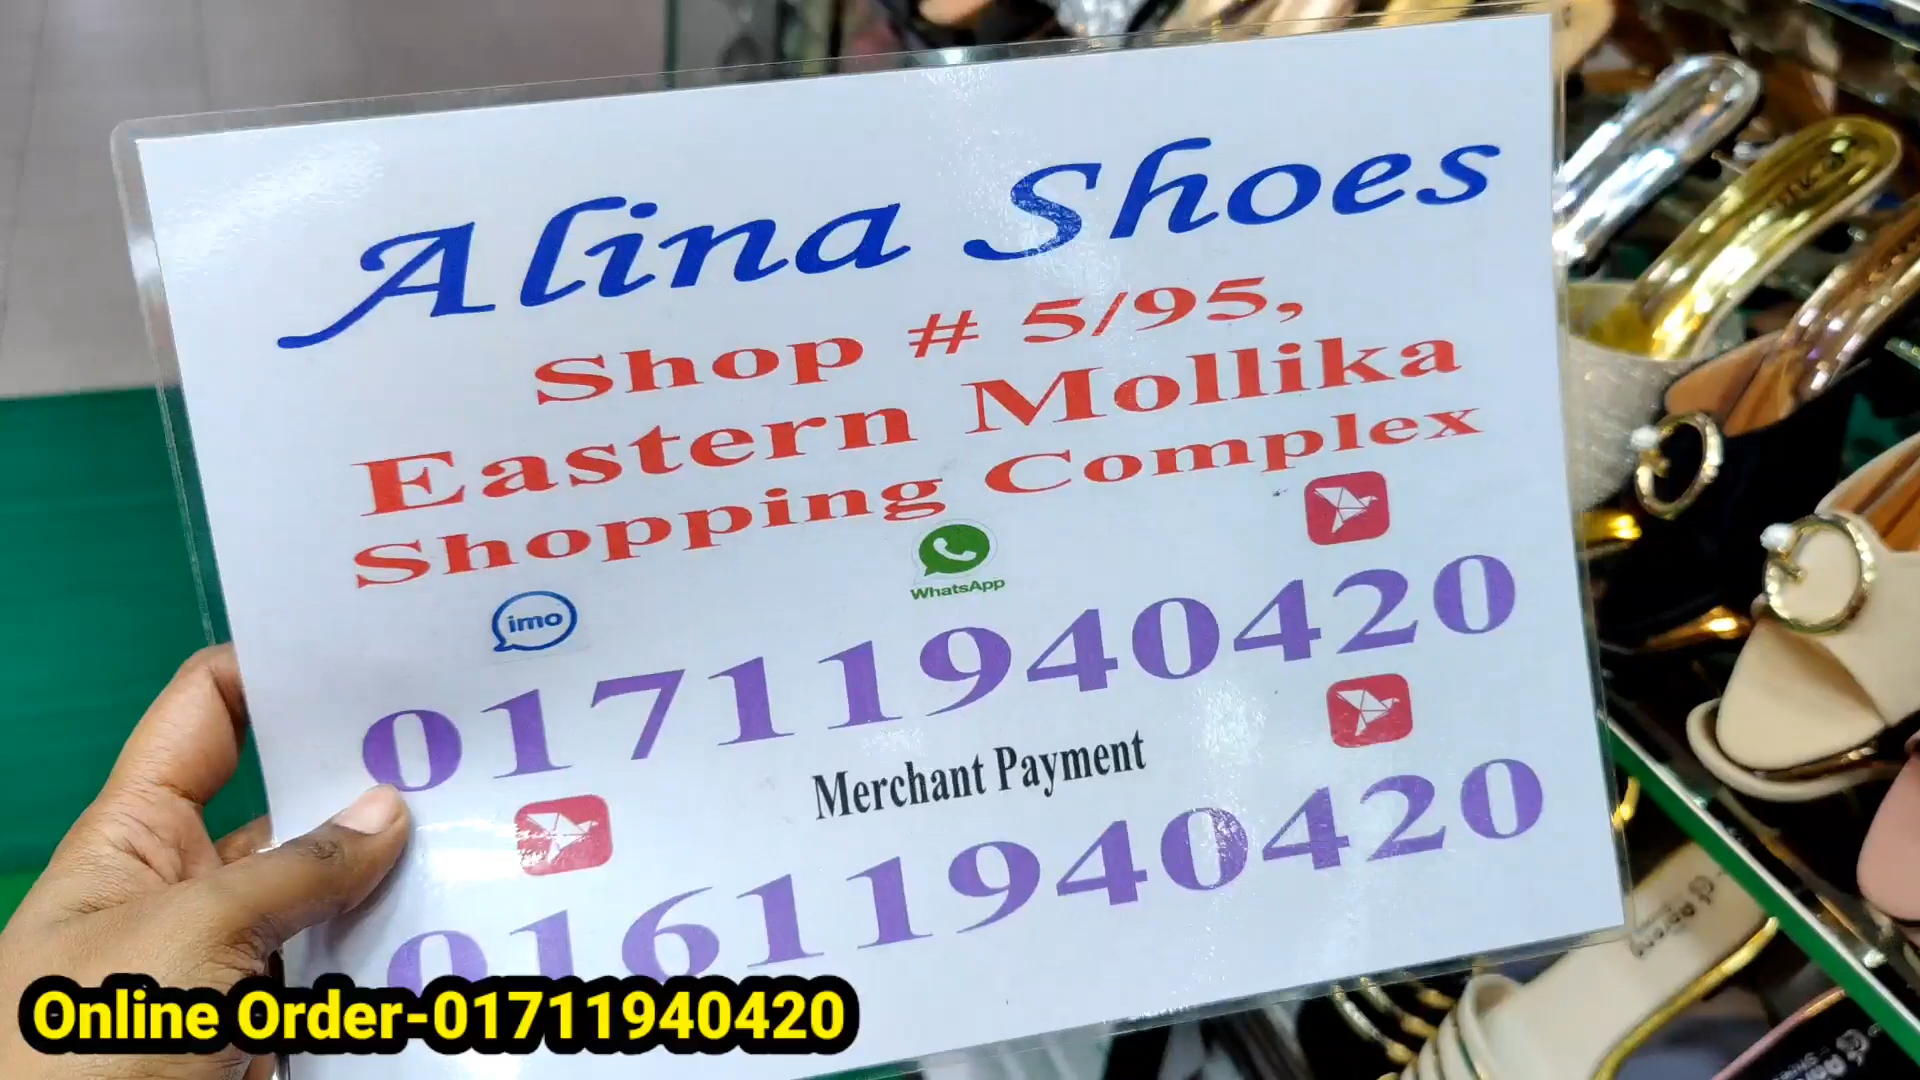 Alina Shoes
Shop # 5/95,
Eastern Mollika
Shopping Complex
imo
WhatsApp
01711940420
Merchant Payment
01611940420
Online Order-01711940420